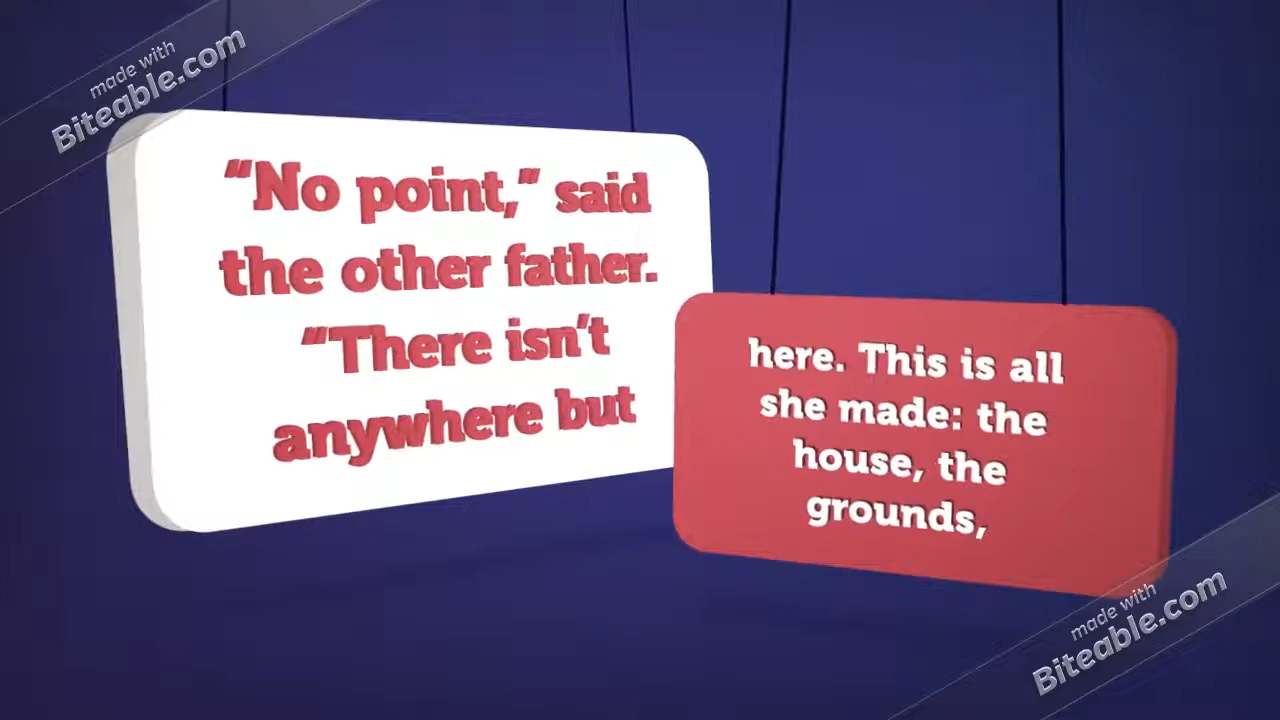 made with
Biteable.com
“No point,” said
the other father.
“There isn’t
anywhere but
here. This is all
she made: the
house, the
grounds,
made with
Biteable.com